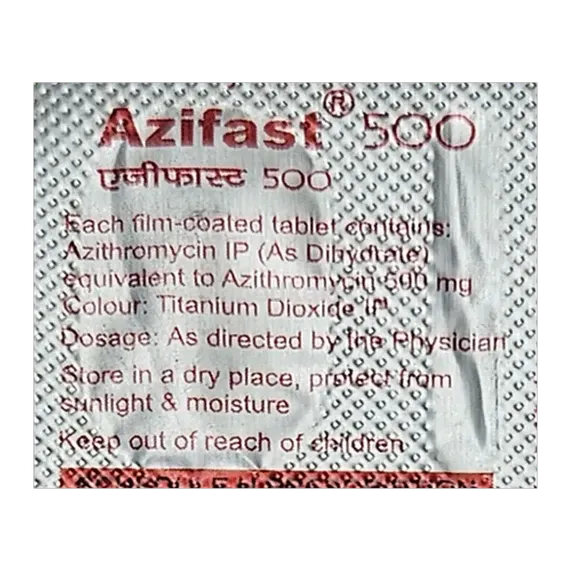 Azifast® 500
एज़ीफास्ट 500
Each film-coated tablet contains:
Azithromycin IP (As Dihydrate)
equivalent to Azithromycin 500 mg
Colour: Titanium Dioxide IP
Dosage: As directed by the Physician
Store in a dry place, protect from
sunlight & moisture
Keep out of reach of children